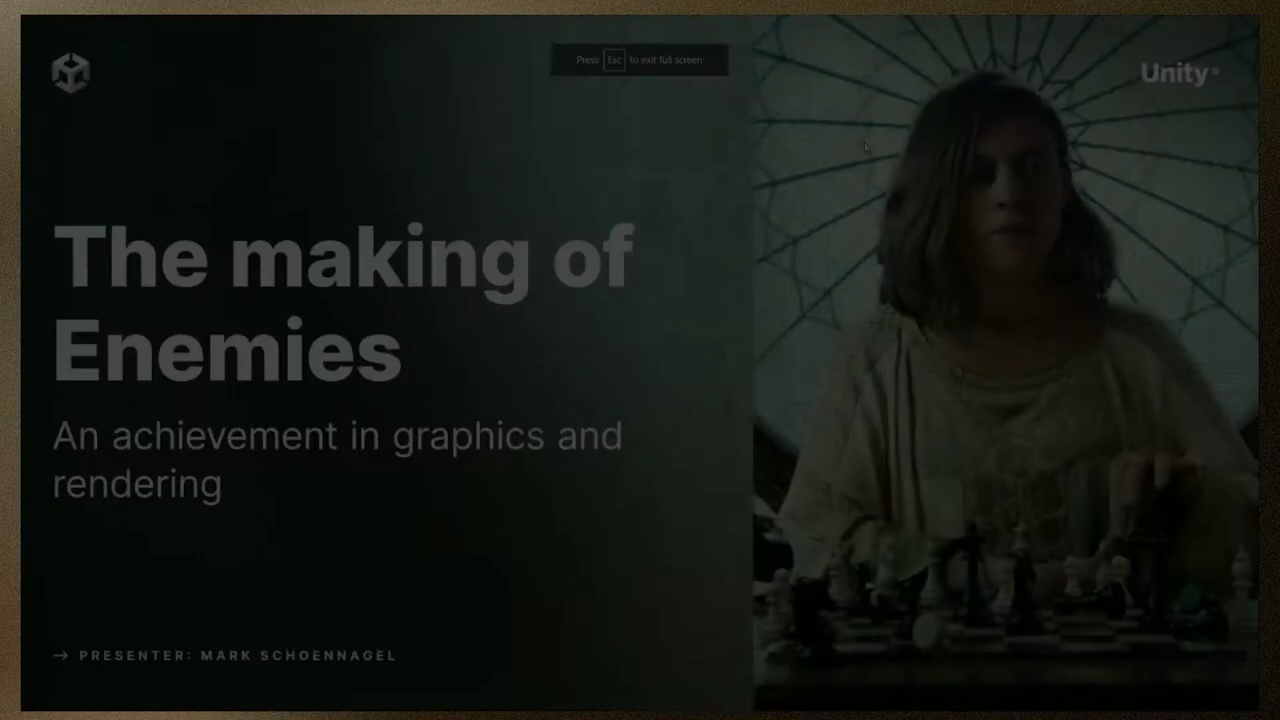 Press Esc to exit full screen
Unity®
The making of
Enemies
An achievement in graphics and
rendering
→ PRESENTER: MARK SCHOENNAGEL